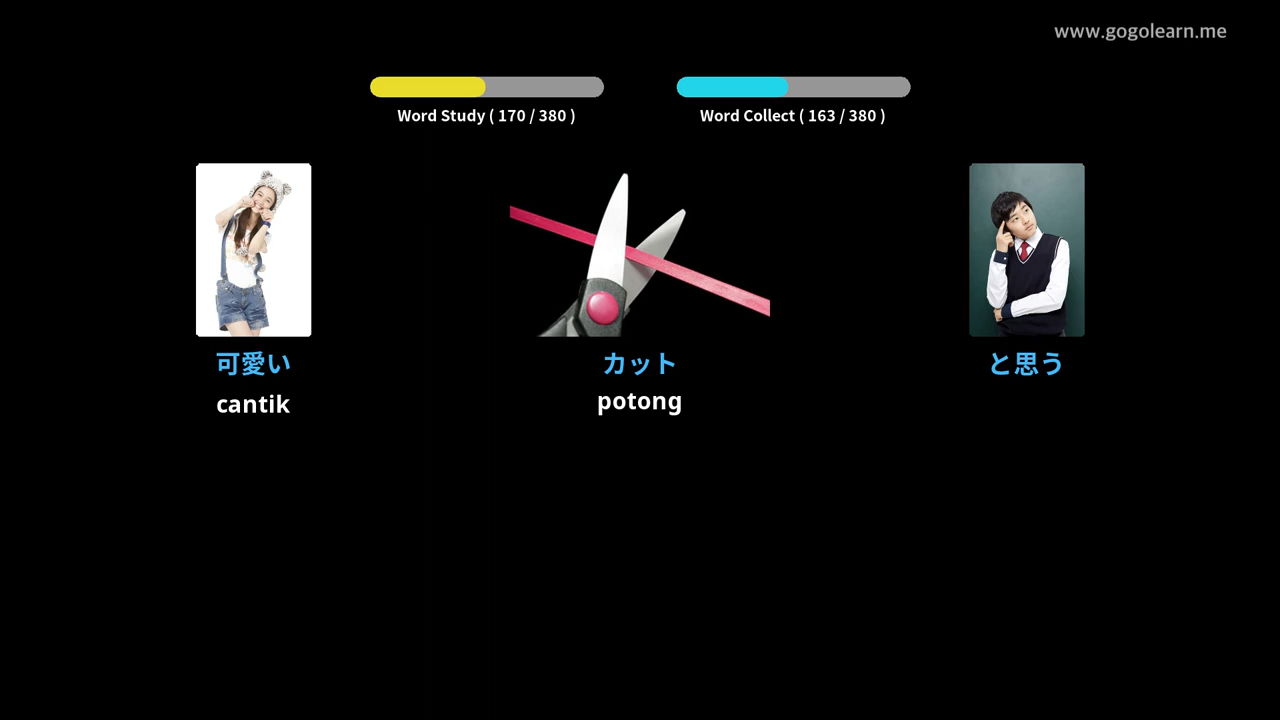 www.gogolearn.me
Word Study ( 170 / 380 )
Word Collect ( 163 / 380 )
可愛い
カット
と思う
cantik
potong